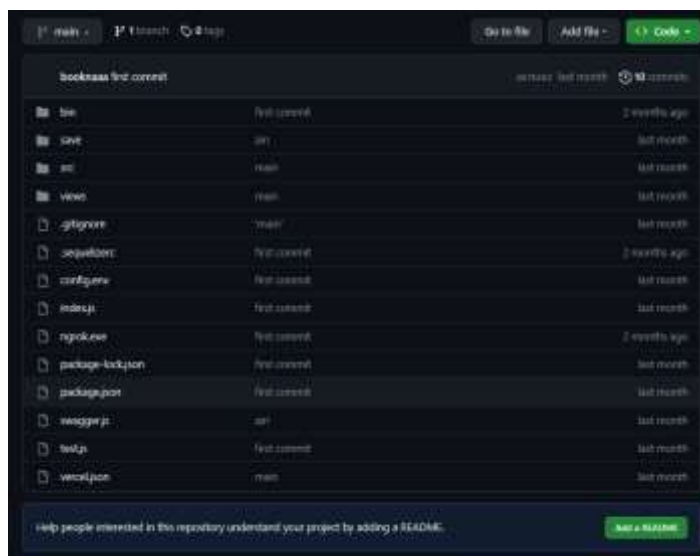 main 1 branch 0 tags Go to file Add file Code
booknaaa first commit last month 10 commits
bin first commit 2 months ago
save last month
src main last month
views main last month
.gitignore 'main' last month
.sequelizerc first commit 2 months ago
config.env first commit last month
index.js first commit last month
ngrok.exe first commit 2 months ago
package-lock.json first commit last month
package.json first commit last month
swagger.js last month
test.js first commit last month
vercel.json main last month
Help people interested in this repository understand your project by adding a README. Add a README